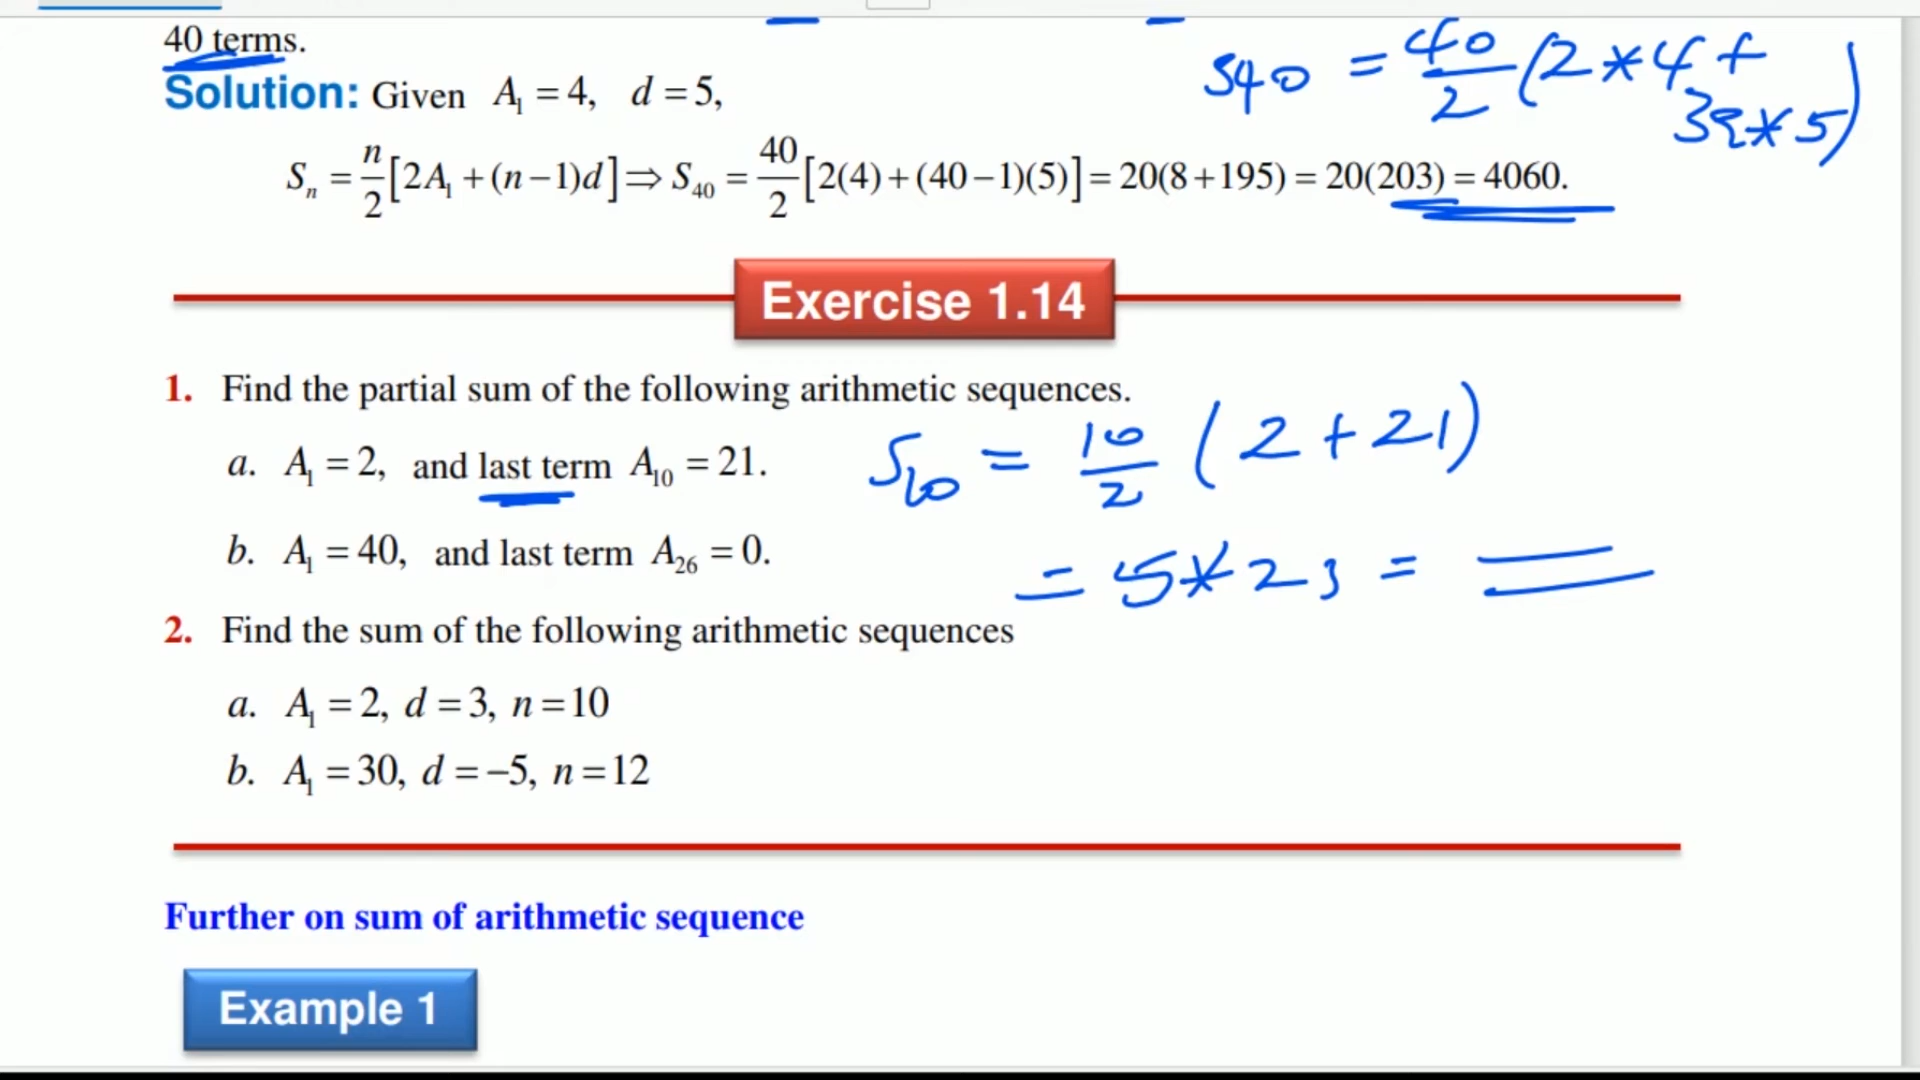 40 terms.
S40 = 40/2 (2*4+
39*5)
Solution: Given A₁ = 4, d = 5,
Sₙ = n/2 [2A₁ + (n−1)d] ⇒ S₄₀ = 40/2 [2(4)+(40−1)(5)] = 20(8+195) = 20(203) = 4060.
Exercise 1.14
1. Find the partial sum of the following arithmetic sequences.
a. A₁ = 2, and last term A₁₀ = 21.
S10 = 10/2 (2+21)
b. A₁ = 40, and last term A₂₆ = 0.
= 5*23 =
2. Find the sum of the following arithmetic sequences
a. A₁ = 2, d = 3, n = 10
b. A₁ = 30, d = −5, n = 12
Further on sum of arithmetic sequence
Example 1